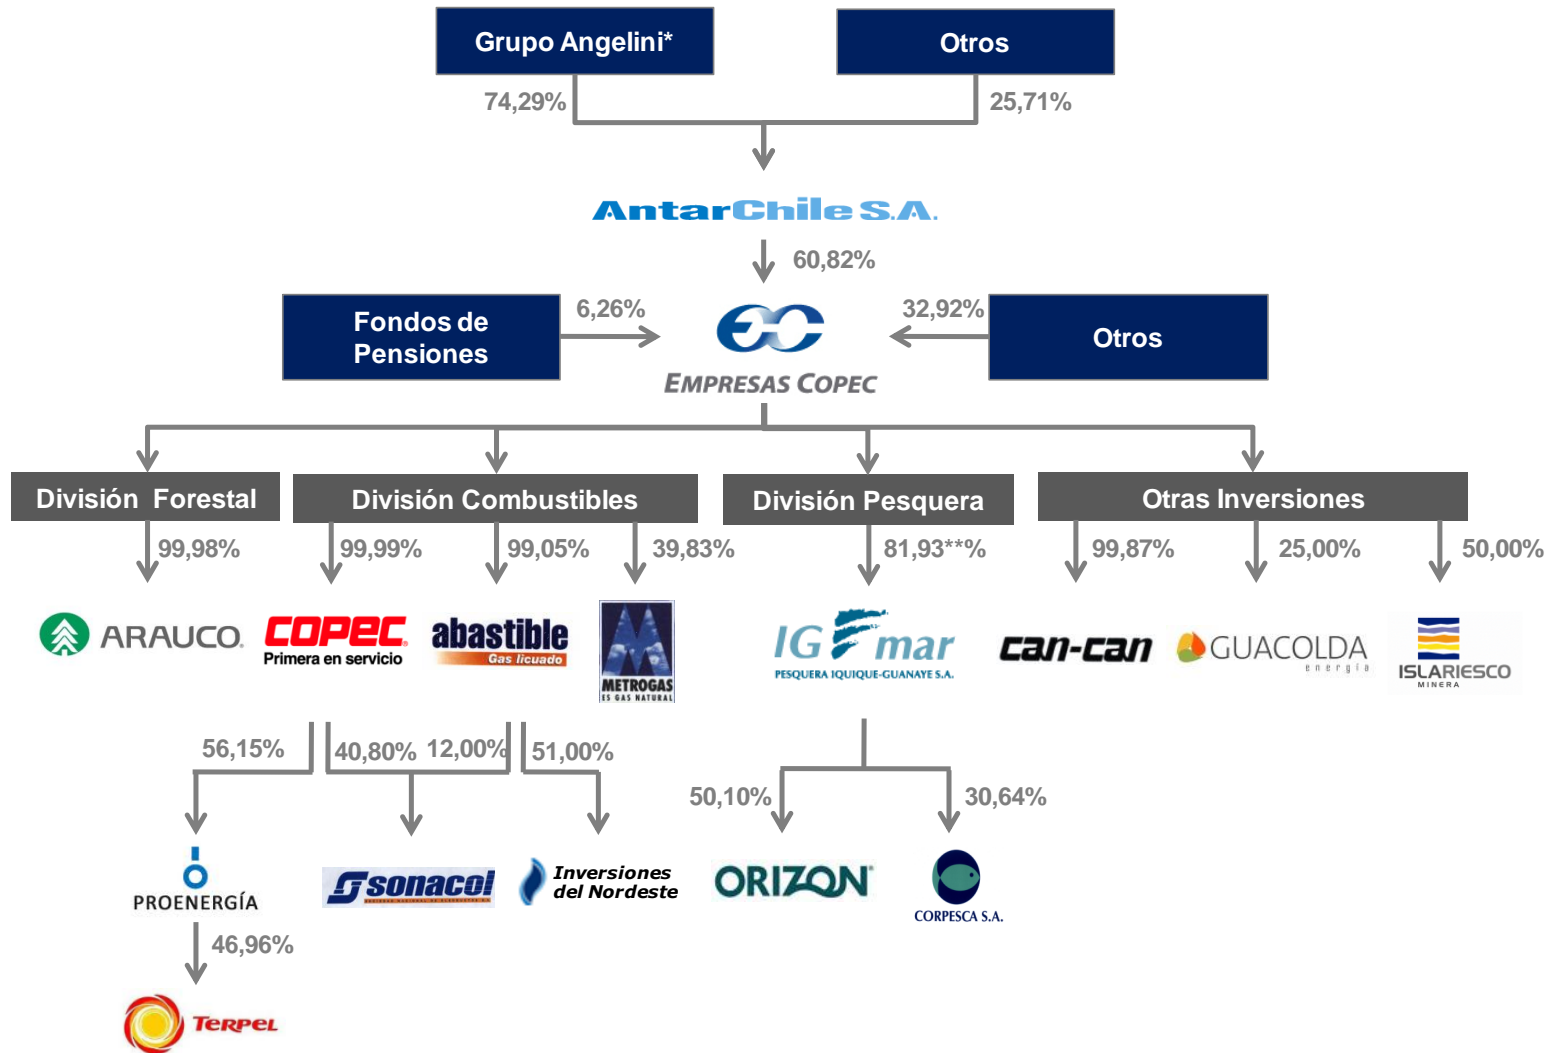 Grupo Angelini*
Otros
74,29%
25,71%
AntarChile S.A.
60,82%
Fondos de
Pensiones
6,26%
32,92%
Otros
EMPRESAS COPEC
División Forestal
División Combustibles
División Pesquera
Otras Inversiones
99,98%
99,99%
99,05%
39,83%
81,93**%
99,87%
25,00%
50,00%
ARAUCO
COPEC
Primera en servicio
abastible
Gas licuado
METROGAS
ES GAS NATURAL
IG mar
PESQUERA IQUIQUE-GUANAYE S.A.
can-can
GUACOLDA
energía
ISLARIESCO
MINERA
56,15%
40,80%
12,00%
51,00%
50,10%
30,64%
PROENERGÍA
sonacol
Inversiones
del Nordeste
ORIZON
CORPESCA S.A.
46,96%
TERPEL